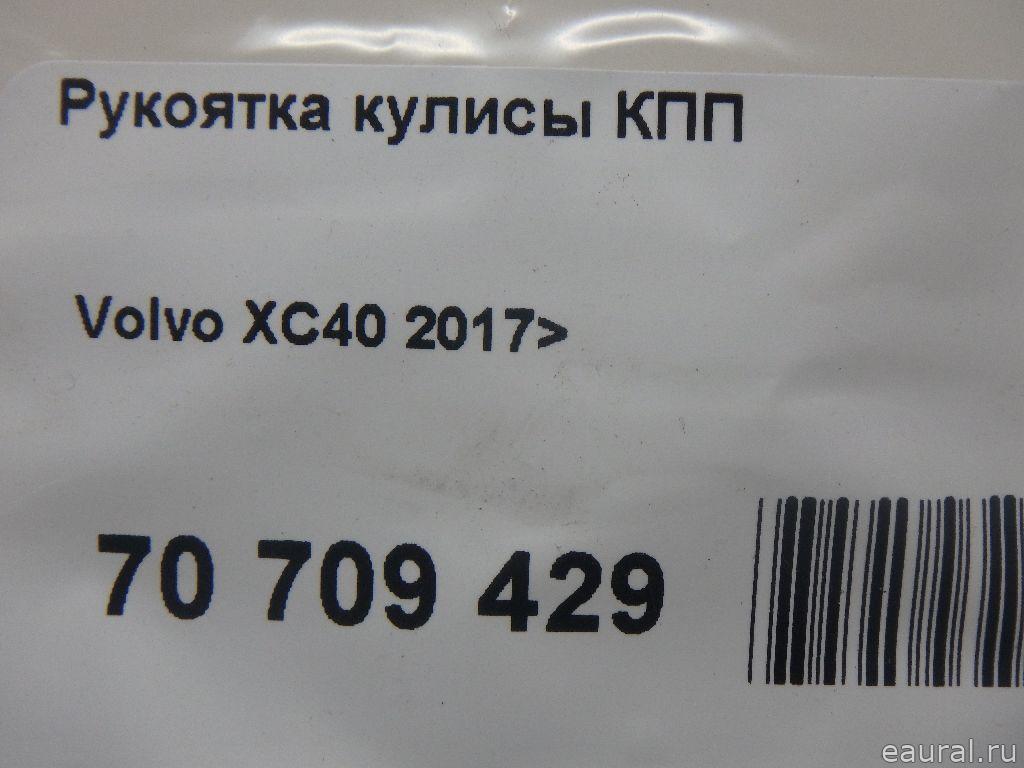 Рукоятка кулисы КПП
Volvo XC40 2017>
70 709 429
eaural.ru